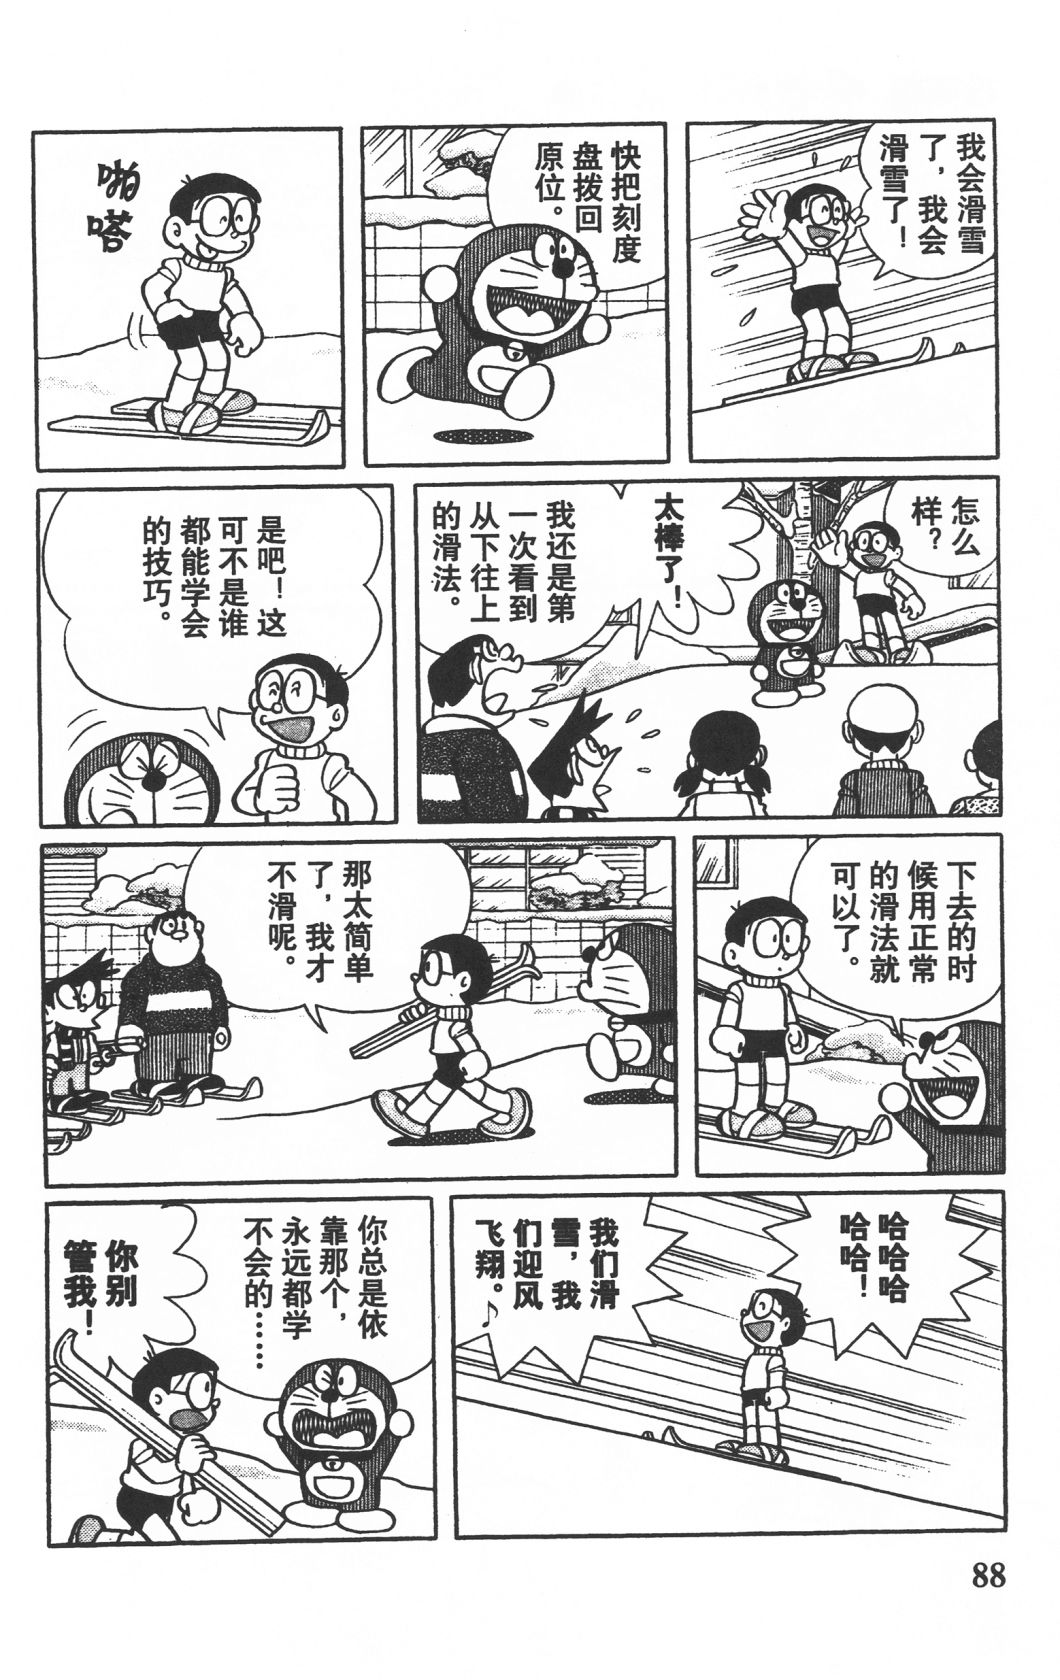 我会滑雪
了，我会
滑雪了！
快把刻度
盘拨回
原位。
啪
嗒
怎么
样？
太棒了！
我还是第
一次看到
从下往上
的滑法。
是吧！这
可不是谁
都能学会
的技巧。
下去的时
候用正常
的滑法就
可以了。
那太简单
了，我才
不滑呢。
哈哈哈
哈哈！
我们滑
雪，我
们迎风
飞翔。♪
你总是依
靠那个，
永远都学
不会的……
你别
管我！
88